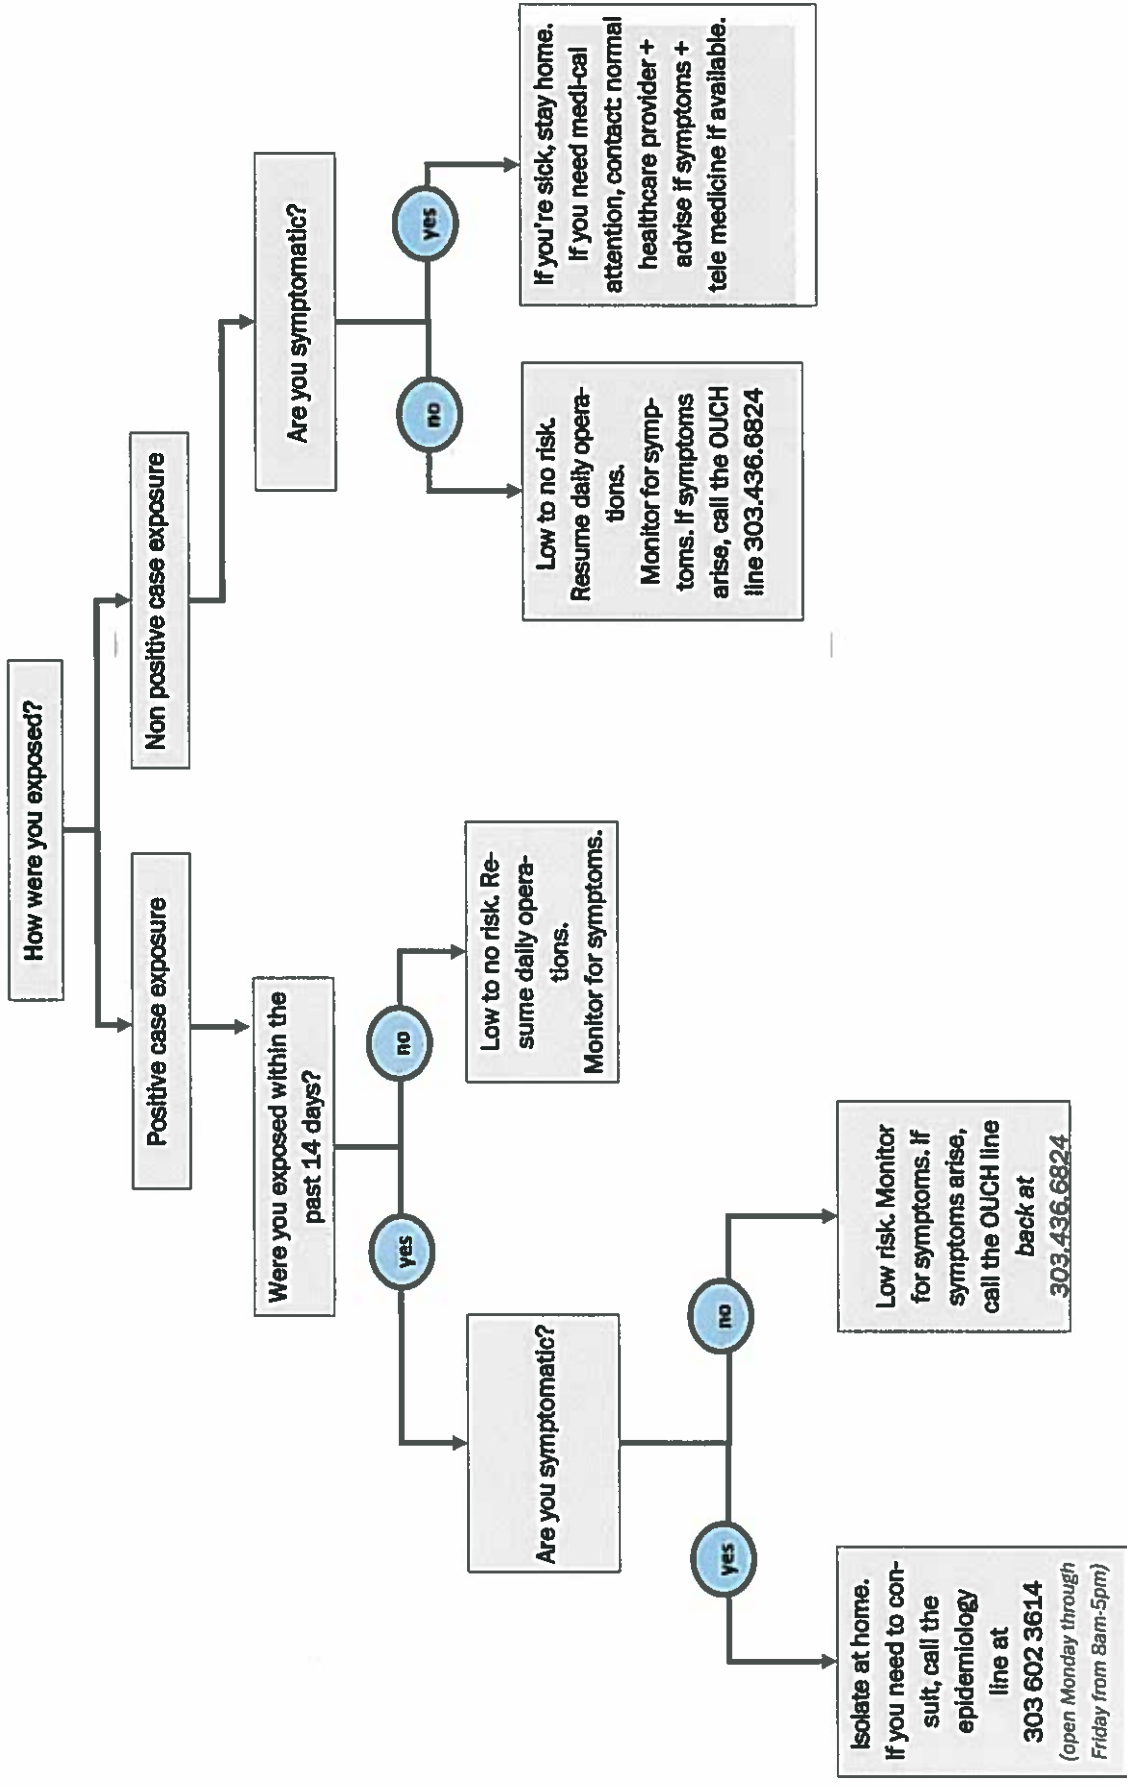 How were you exposed?
Positive case exposure
Non positive case exposure
Were you exposed within the
past 14 days?
Are you symptomatic?
yes
no
no
yes
Are you symptomatic?
Low to no risk. Re-
sume daily opera-
tions.
Monitor for symptoms.
Low to no risk.
Resume daily opera-
tions.
Monitor for symp-
toms. If symptoms
arise, call the OUCH
line 303.436.6824
If you're sick, stay home.
If you need medi-cal
attention, contact normal
healthcare provider +
advise if symptoms +
tele medicine if available.
yes
no
Isolate at home.
If you need to con-
sult, call the
epidemiology
line at
303 602 3614
(open Monday through
Friday from 8am-5pm)
Low risk. Monitor
for symptoms. If
symptoms arise,
call the OUCH line
back at
303.436.6824